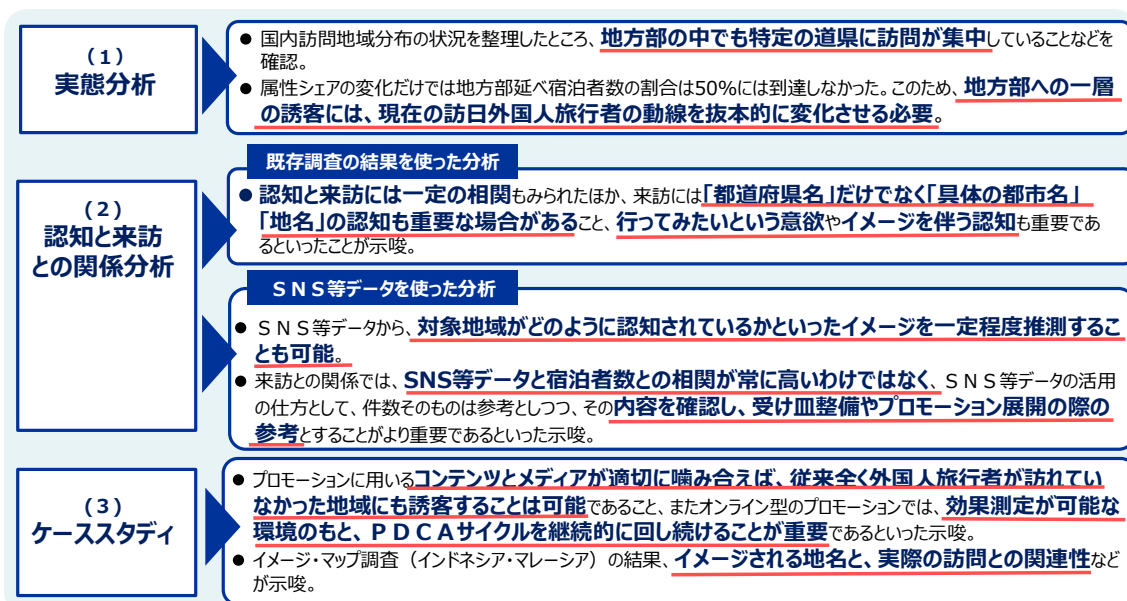 （１）
実態分析
● 国内訪問地域分布の状況を整理したところ、地方部の中でも特定の道県に訪問が集中していることなどを
確認。
● 属性シェアの変化だけでは地方部延べ宿泊者数の割合は50％には到達しなかった。このため、地方部への一層
の誘客には、現在の訪日外国人旅行者の動線を抜本的に変化させる必要。
（２）
認知と来訪
との関係分析
既存調査の結果を使った分析
● 認知と来訪には一定の相関もみられたほか、来訪には「都道府県名」だけでなく「具体の都市名」
「地名」の認知も重要な場合があること、行ってみたいという意欲やイメージを伴う認知も重要であ
るといったことが示唆。
ＳＮＳ等データを使った分析
● ＳＮＳ等データから、対象地域がどのように認知されているかといったイメージを一定程度推測するこ
とも可能。
● 来訪との関係では、SNS等データと宿泊者数との相関が常に高いわけではなく、ＳＮＳ等データの活用
の仕方として、件数そのものは参考としつつ、その内容を確認し、受け皿整備やプロモーション展開の際の
参考とすることがより重要であるといった示唆。
（３）
ケーススタディ
● プロモーションに用いるコンテンツとメディアが適切に噛み合えば、従来全く外国人旅行者が訪れてい
なかった地域にも誘客することは可能であること、またオンライン型のプロモーションでは、効果測定が可能な
環境のもと、ＰＤＣＡサイクルを継続的に回し続けることが重要であるといった示唆。
● イメージ・マップ調査（インドネシア・マレーシア）の結果、イメージされる地名と、実際の訪問との関連性など
が示唆。